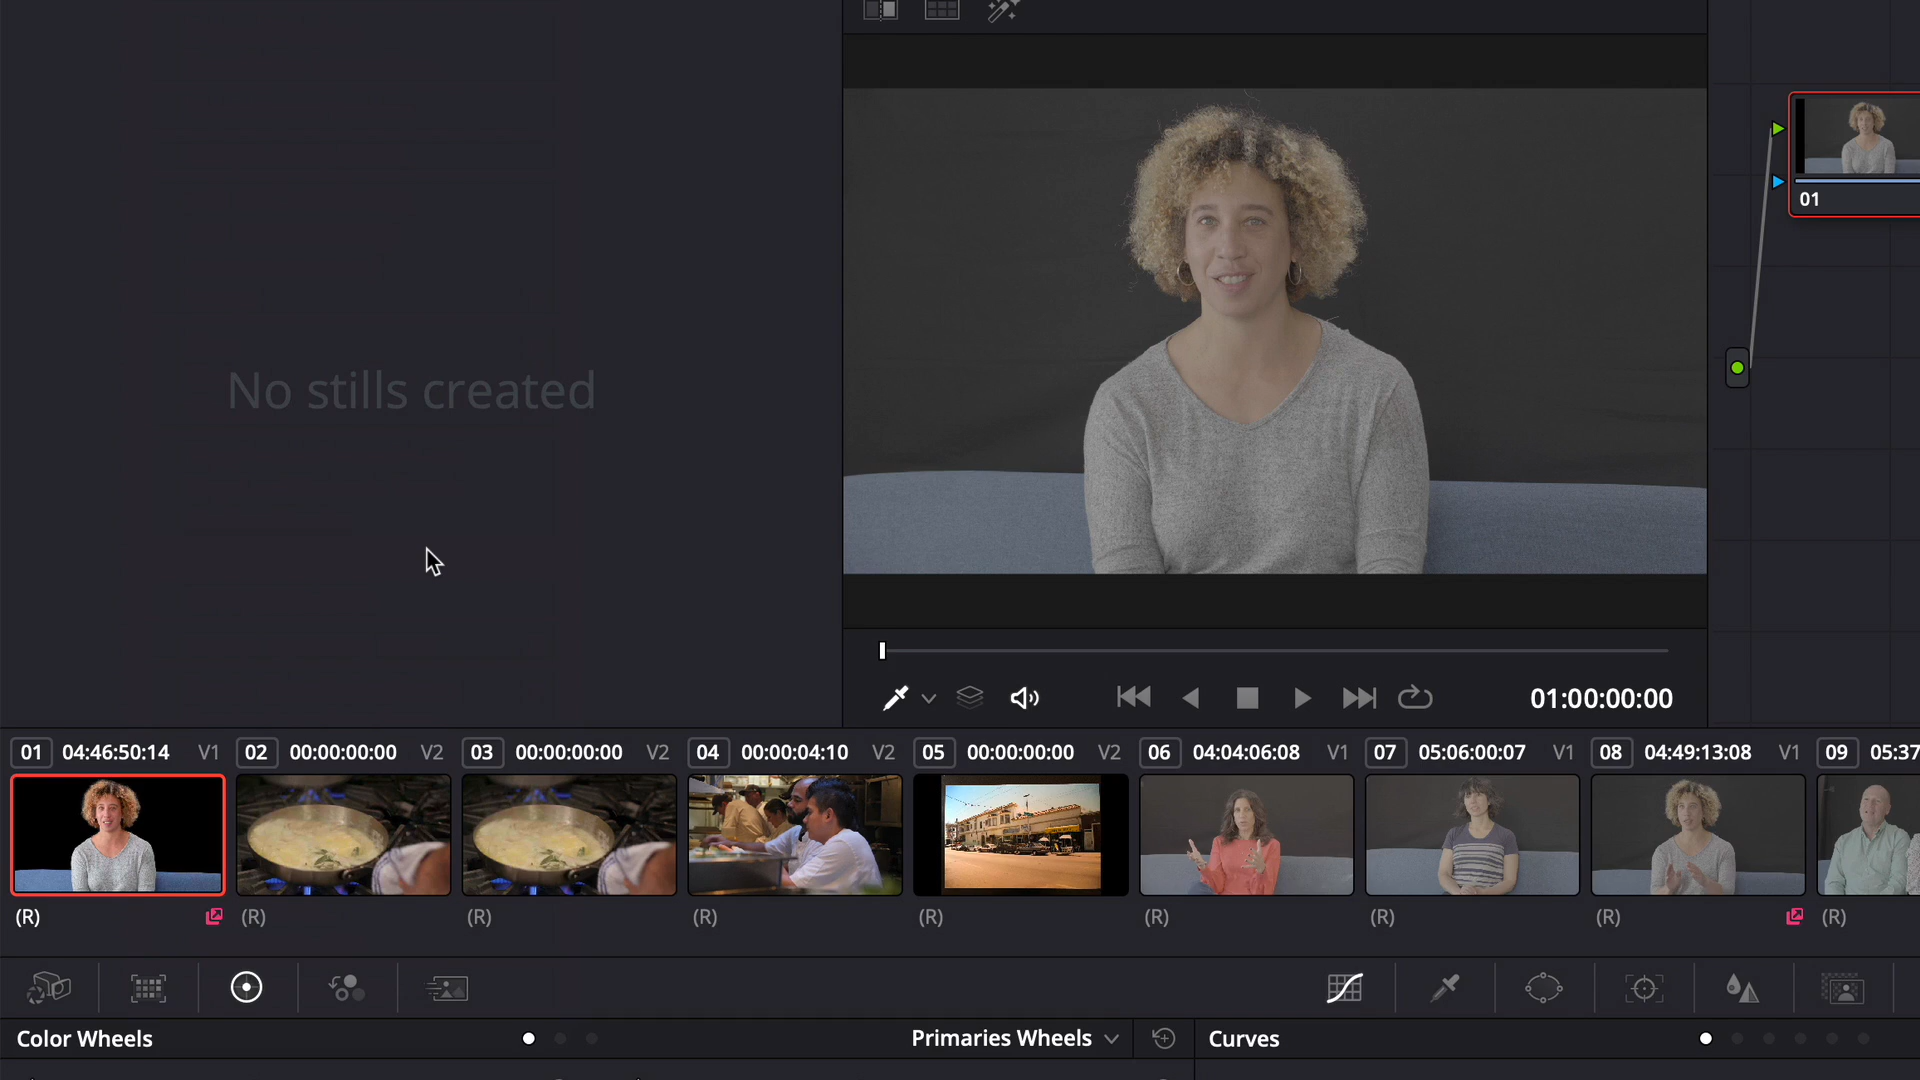 01
No stills created
01:00:00:00
01 04:46:50:14 V1 02 00:00:00:00 V2 03 00:00:00:00 V2 04 00:00:04:10 V2 05 00:00:00:00 V2 06 04:04:06:08 V1 07 05:06:00:07 V1 08 04:49:13:08 V1 09 05:37
(R) (R) (R) (R) (R) (R) (R) (R) (R)
Color Wheels Primaries Wheels Curves